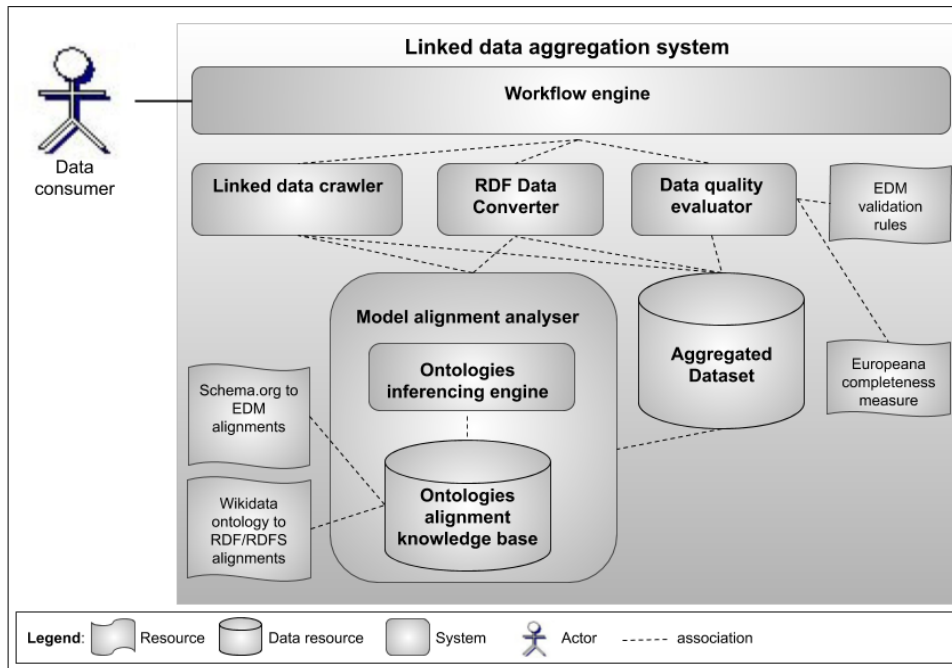 Linked data aggregation system
Workflow engine
Data
consumer
Linked data crawler
RDF Data
Converter
Data quality
evaluator
EDM
validation
rules
Model alignment analyser
Ontologies
inferencing engine
Aggregated
Dataset
Europeana
completeness
measure
Schema.org to
EDM
alignments
Ontologies
alignment
knowledge base
Wikidata
ontology to
RDF/RDFS
alignments
Legend: Resource Data resource System Actor association